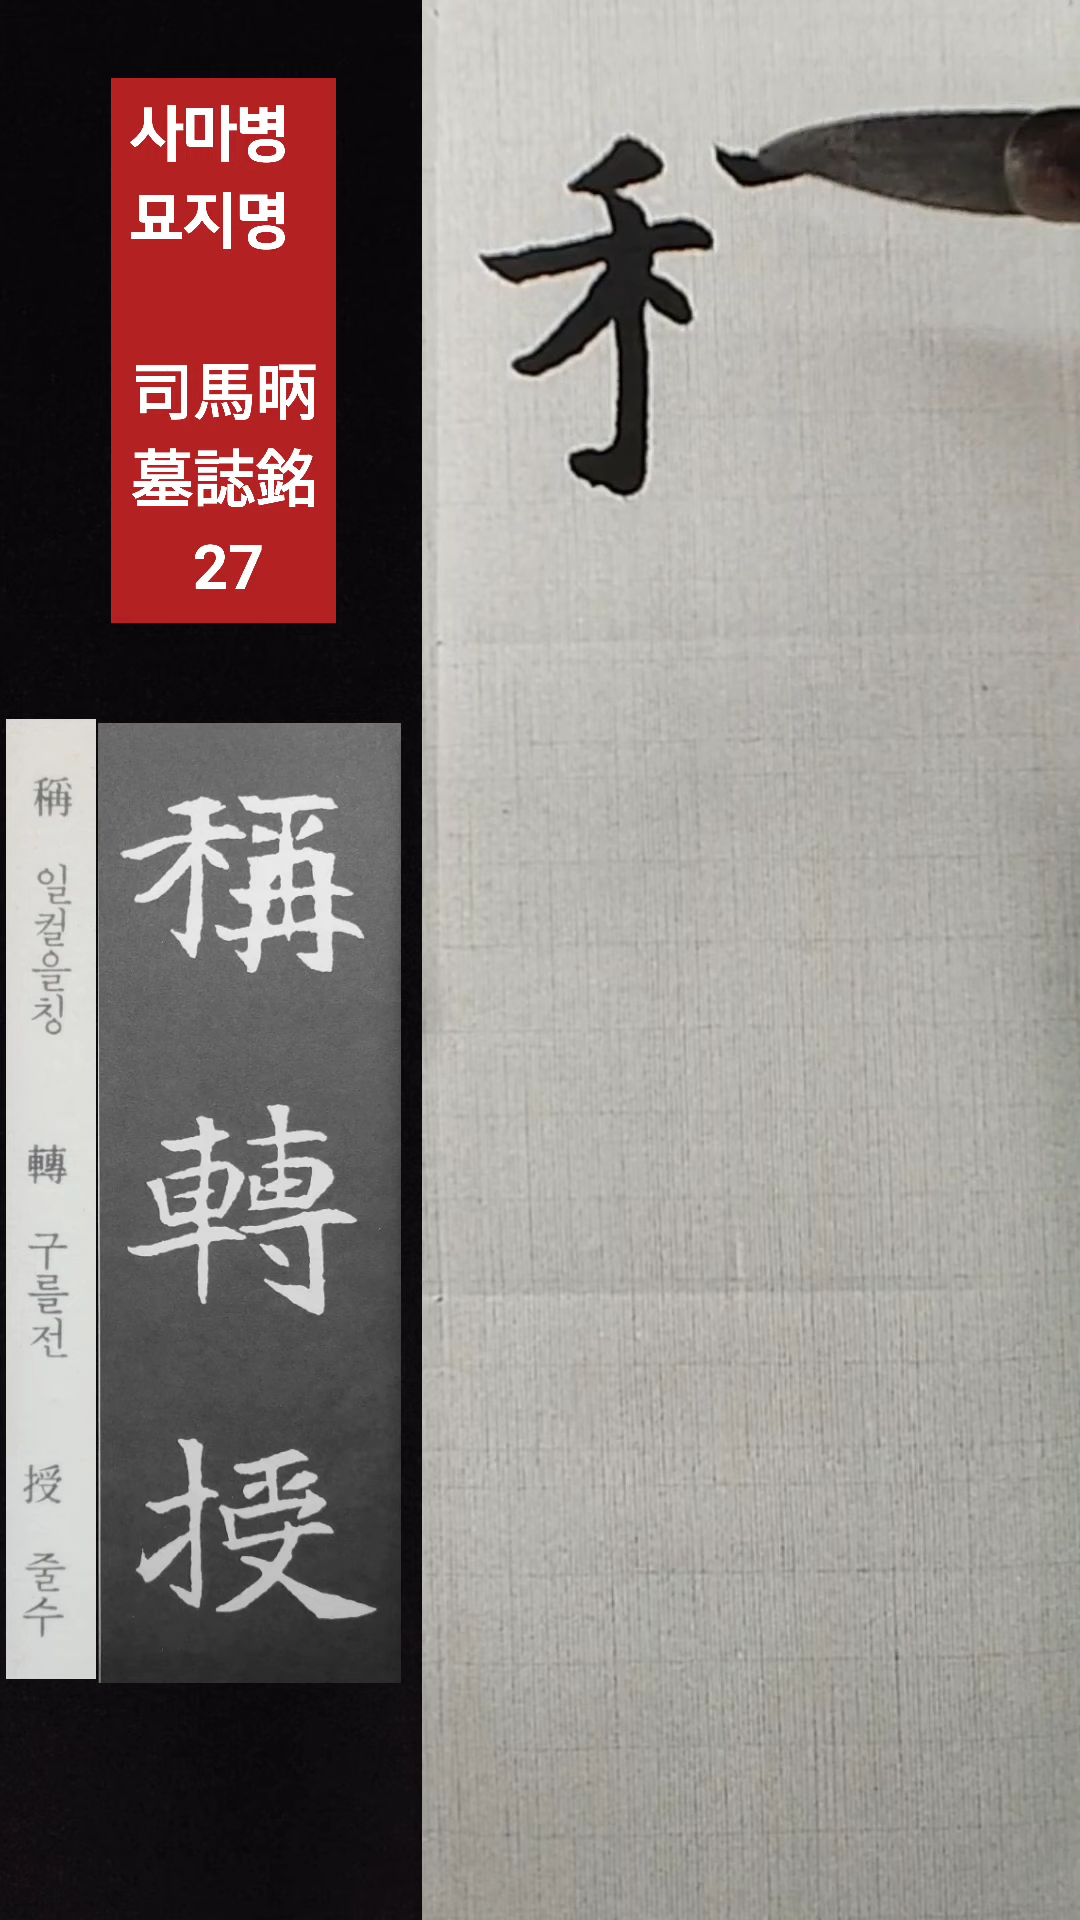 사마병
묘지명
司馬昞
墓誌銘
27
稱 일컬을칭
轉 구를전
授 줄수
稱
轉
授
禾